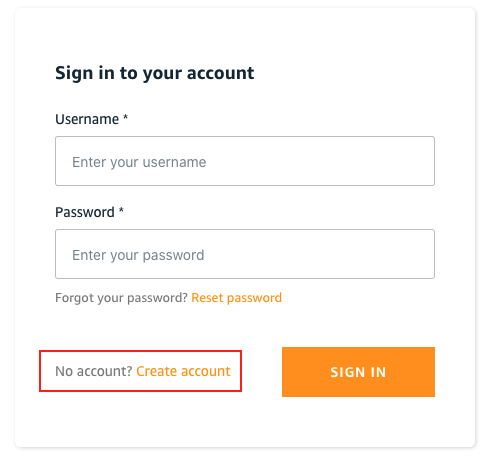 Sign in to your account
Username *
Enter your username
Password *
Enter your password
Forgot your password? Reset password
No account? Create account
SIGN IN